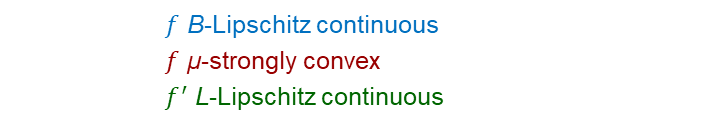 f B-Lipschitz continuous
f μ-strongly convex
f′ L-Lipschitz continuous